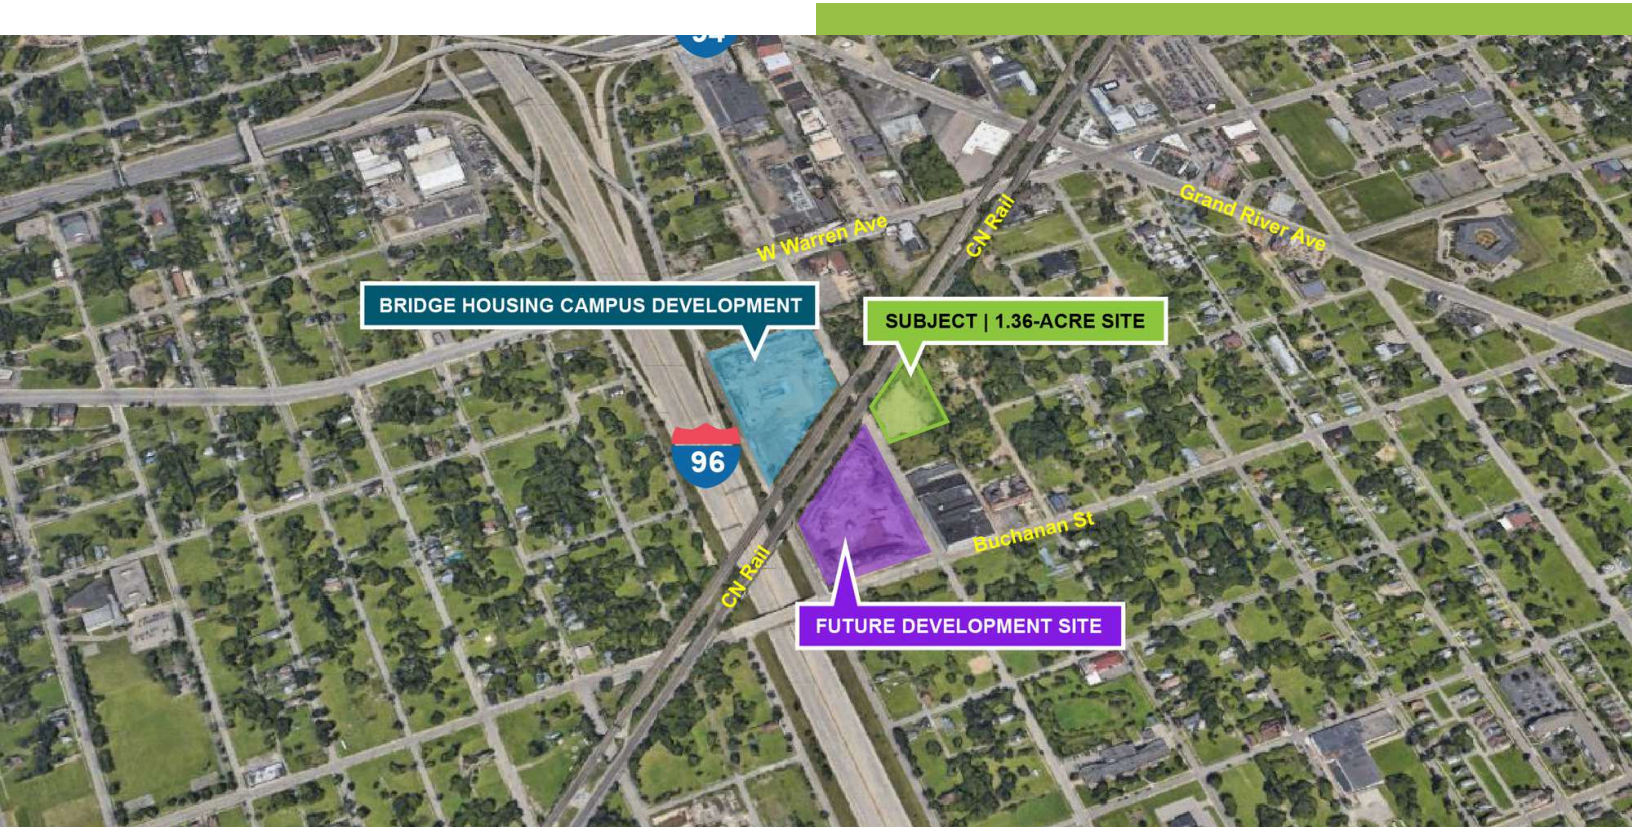 94
W Warren Ave
CN Rail
Grand River Ave
BRIDGE HOUSING CAMPUS DEVELOPMENT
SUBJECT | 1.36-ACRE SITE
96
Buchanan St
CN Rail
FUTURE DEVELOPMENT SITE